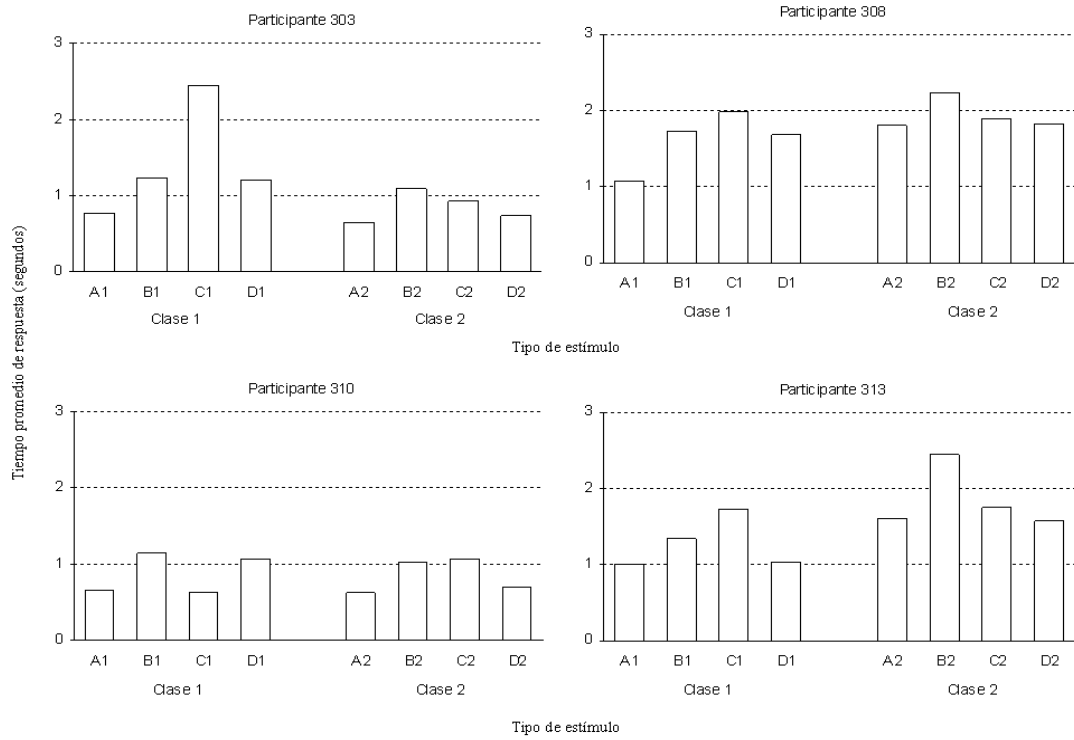 Participante 303
3
2
1
0
A1 B1 C1 D1 A2 B2 C2 D2
Clase 1 Clase 2
Participante 308
3
2
1
0
A1 B1 C1 D1 A2 B2 C2 D2
Clase 1 Clase 2
Tipo de estímulo
Tiempo promedio de respuesta (segundos)
Participante 310
3
2
1
0
A1 B1 C1 D1 A2 B2 C2 D2
Clase 1 Clase 2
Participante 313
3
2
1
0
A1 B1 C1 D1 A2 B2 C2 D2
Clase 1 Clase 2
Tipo de estímulo